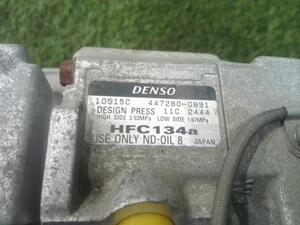 DENSO
10S15C 447280-0891
DESIGN PRESS 11C 2444
HIGH SIDE 3.53MPa LOW SIDE 1.67MPa
HFC134a
USE ONLY ND-OIL 8 JAPAN